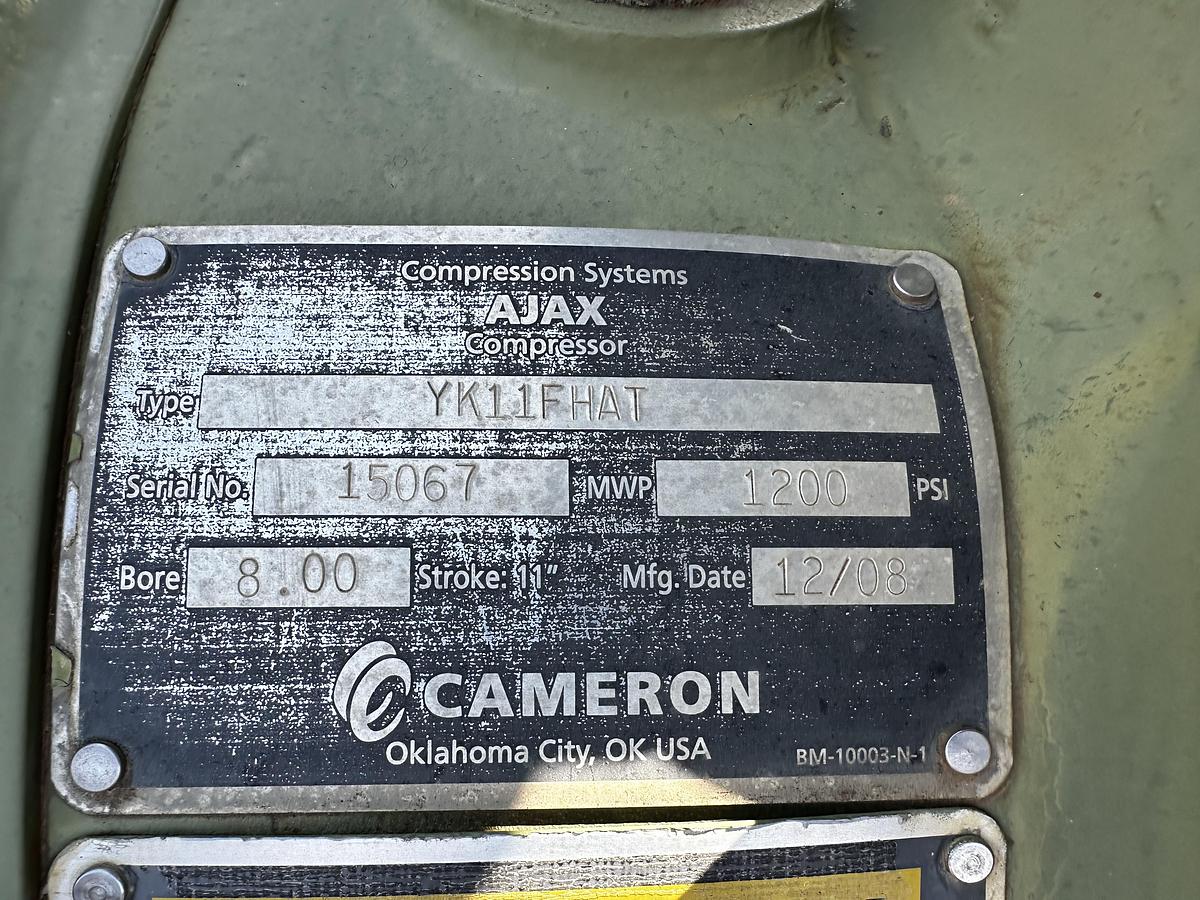 Compression Systems
AJAX
Compressor
Type YK11FHAT
Serial No. 15067 MWP 1200 PSI
Bore 8.00 Stroke: 11" Mfg. Date 12/08
CAMERON
Oklahoma City, OK USA BM-10003-N-1